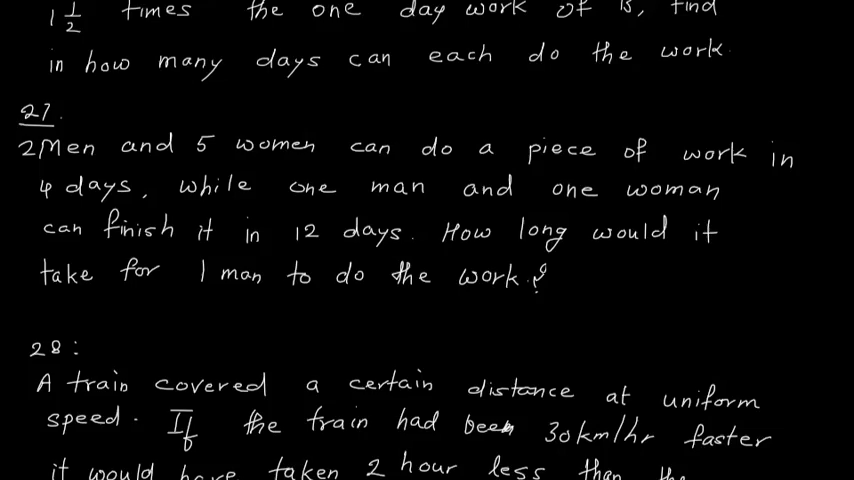 1 1/2 times the one day work of B, find
in how many days can each do the work.
27.
2Men and 5 women can do a piece of work in
4 days, while one man and one woman
can finish it in 12 days. How long would it
take for 1 man to do the work?
28:
A train covered a certain distance at uniform
speed. If the train had been 30km/hr faster
it would have taken 2 hour less than the